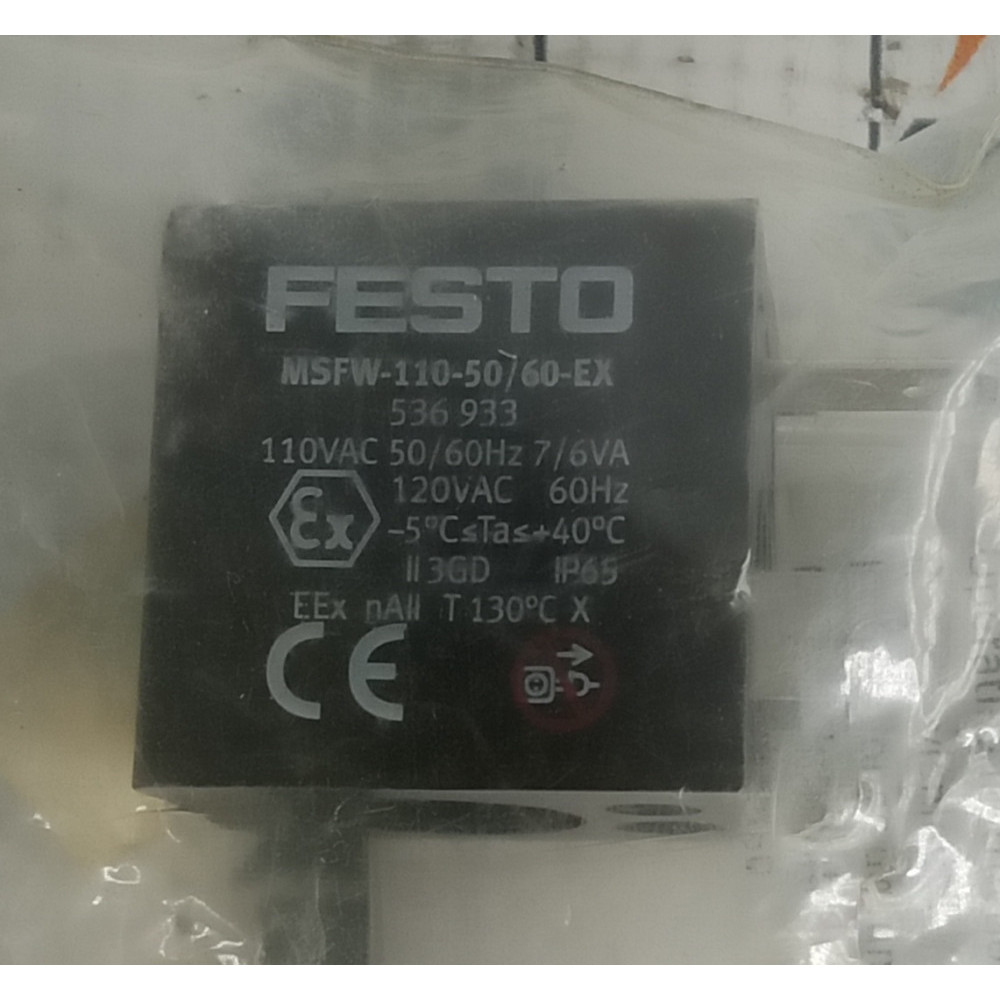 FESTO
MSFW-110-50/60-EX
536 933
110VAC 50/60Hz 7/6VA
120VAC 60Hz
Ex
-5°C≤Ta≤+40°C
II 3GD IP65
EEx nAII T 130°C X
CE